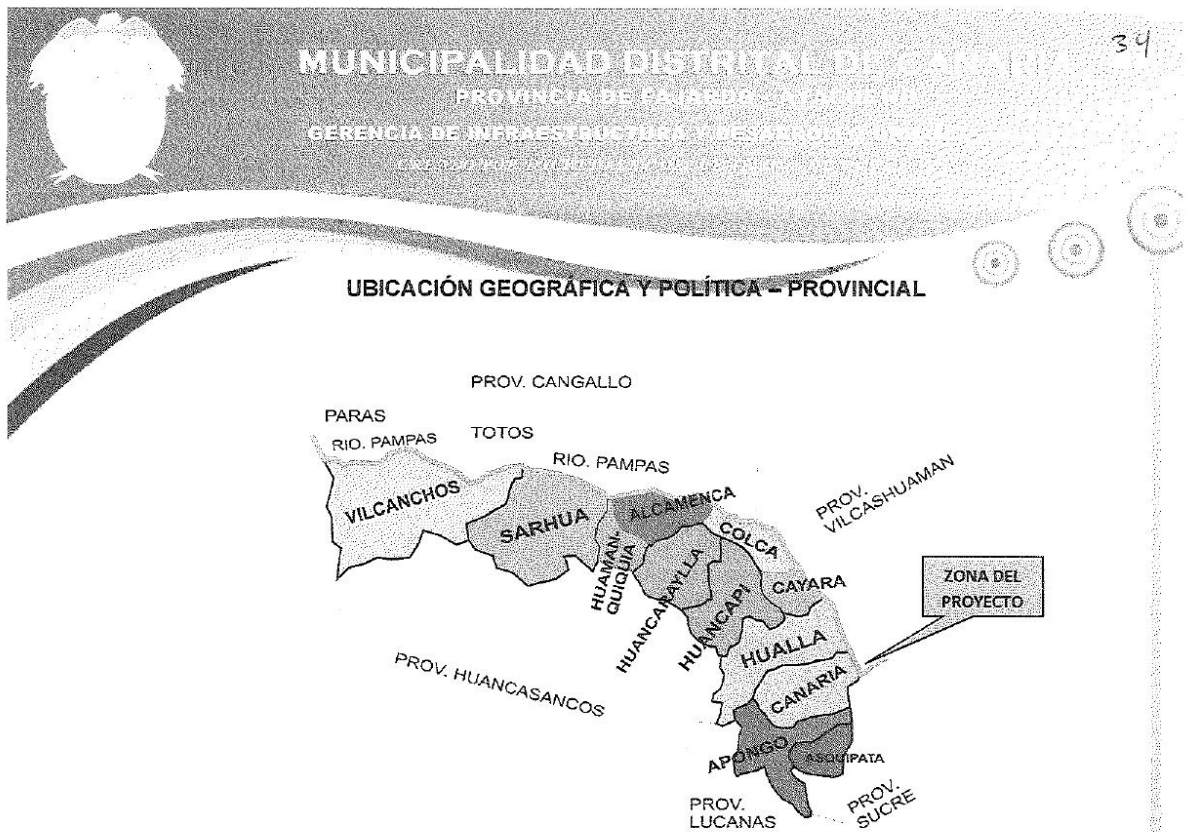 34
MUNICIPALIDAD DISTRITAL DE CANARIA
PROVINCIA DE FAJARDO - AYACUCHO
GERENCIA DE INFRAESTRUCTURA Y DESARROLLO
UBICACIÓN GEOGRÁFICA Y POLÍTICA – PROVINCIAL
PROV. CANGALLO
PARAS
RIO. PAMPAS
TOTOS
RIO. PAMPAS
PROV.
VILCASHUAMAN
VILCANCHOS
SARHUA
ALCAMENCA
COLCA
HUAMAN-
QUIQUIA
HUANCARAYLLA
HUANCAPI
CAYARA
ZONA DEL
PROYECTO
HUALLA
CANARIA
PROV. HUANCASANCOS
APONGO
ASQUIPATA
PROV.
LUCANAS
PROV.
SUCRE